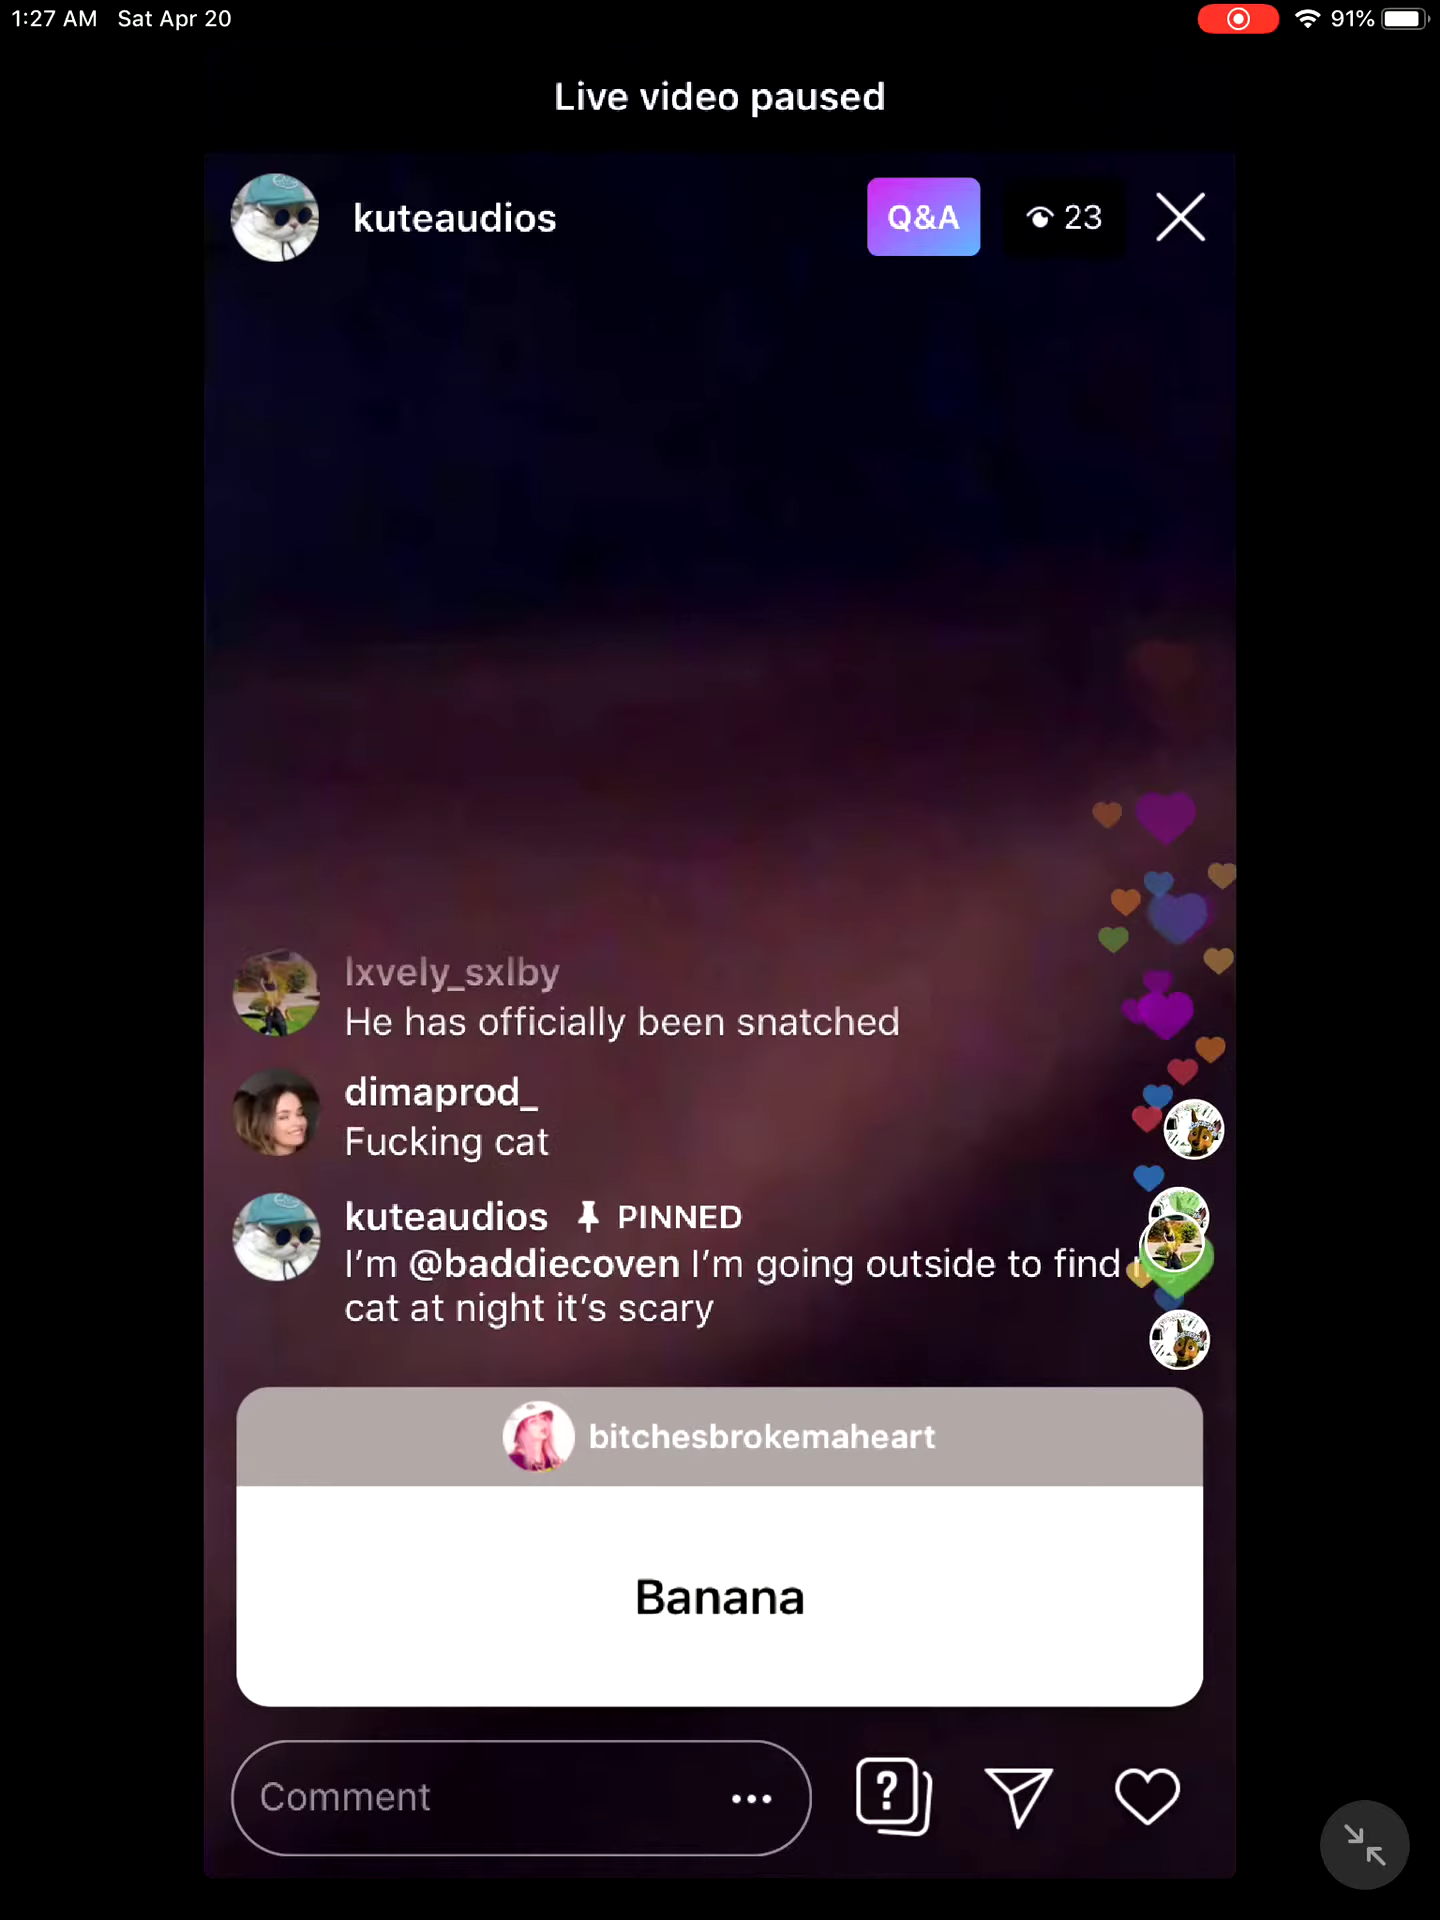 1:27 AM Sat Apr 20
91%
Live video paused
kuteaudios
Q&A
23
lxvely_sxlby
He has officially been snatched
dimaprod_
Fucking cat
kuteaudios PINNED
I'm @baddiecoven I'm going outside to find
cat at night it's scary
bitchesbrokemaheart
Banana
Comment
?